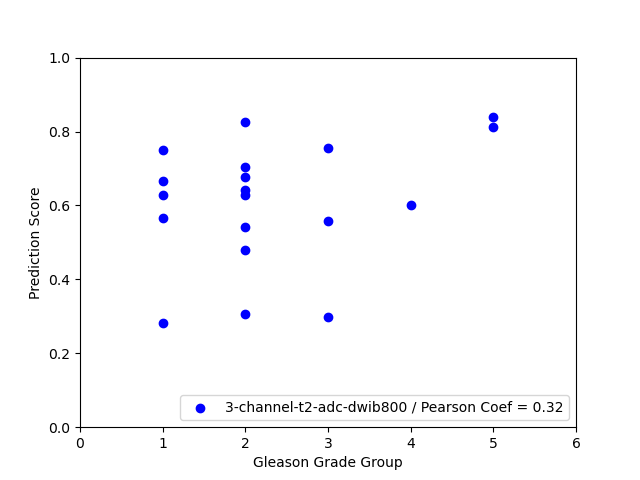 1.0
0.8
0.6
0.4
0.2
0.0
Prediction Score
3-channel-t2-adc-dwib800 / Pearson Coef = 0.32
0 1 2 3 4 5 6
Gleason Grade Group